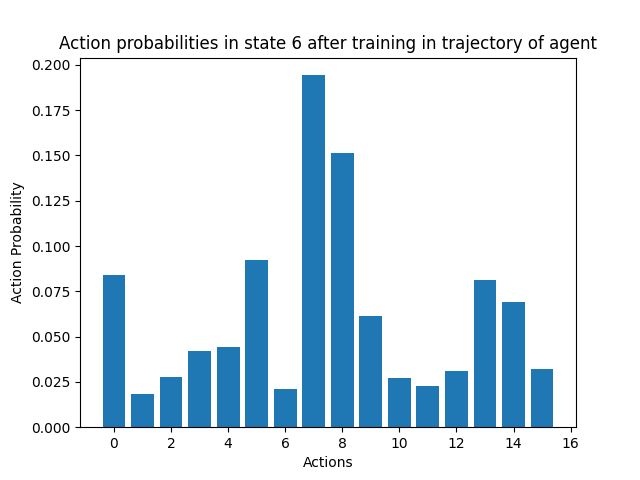 Action probabilities in state 6 after training in trajectory of agent
0.200
0.175
0.150
0.125
0.100
0.075
0.050
0.025
0.000
Action Probability
0 2 4 6 8 10 12 14 16
Actions